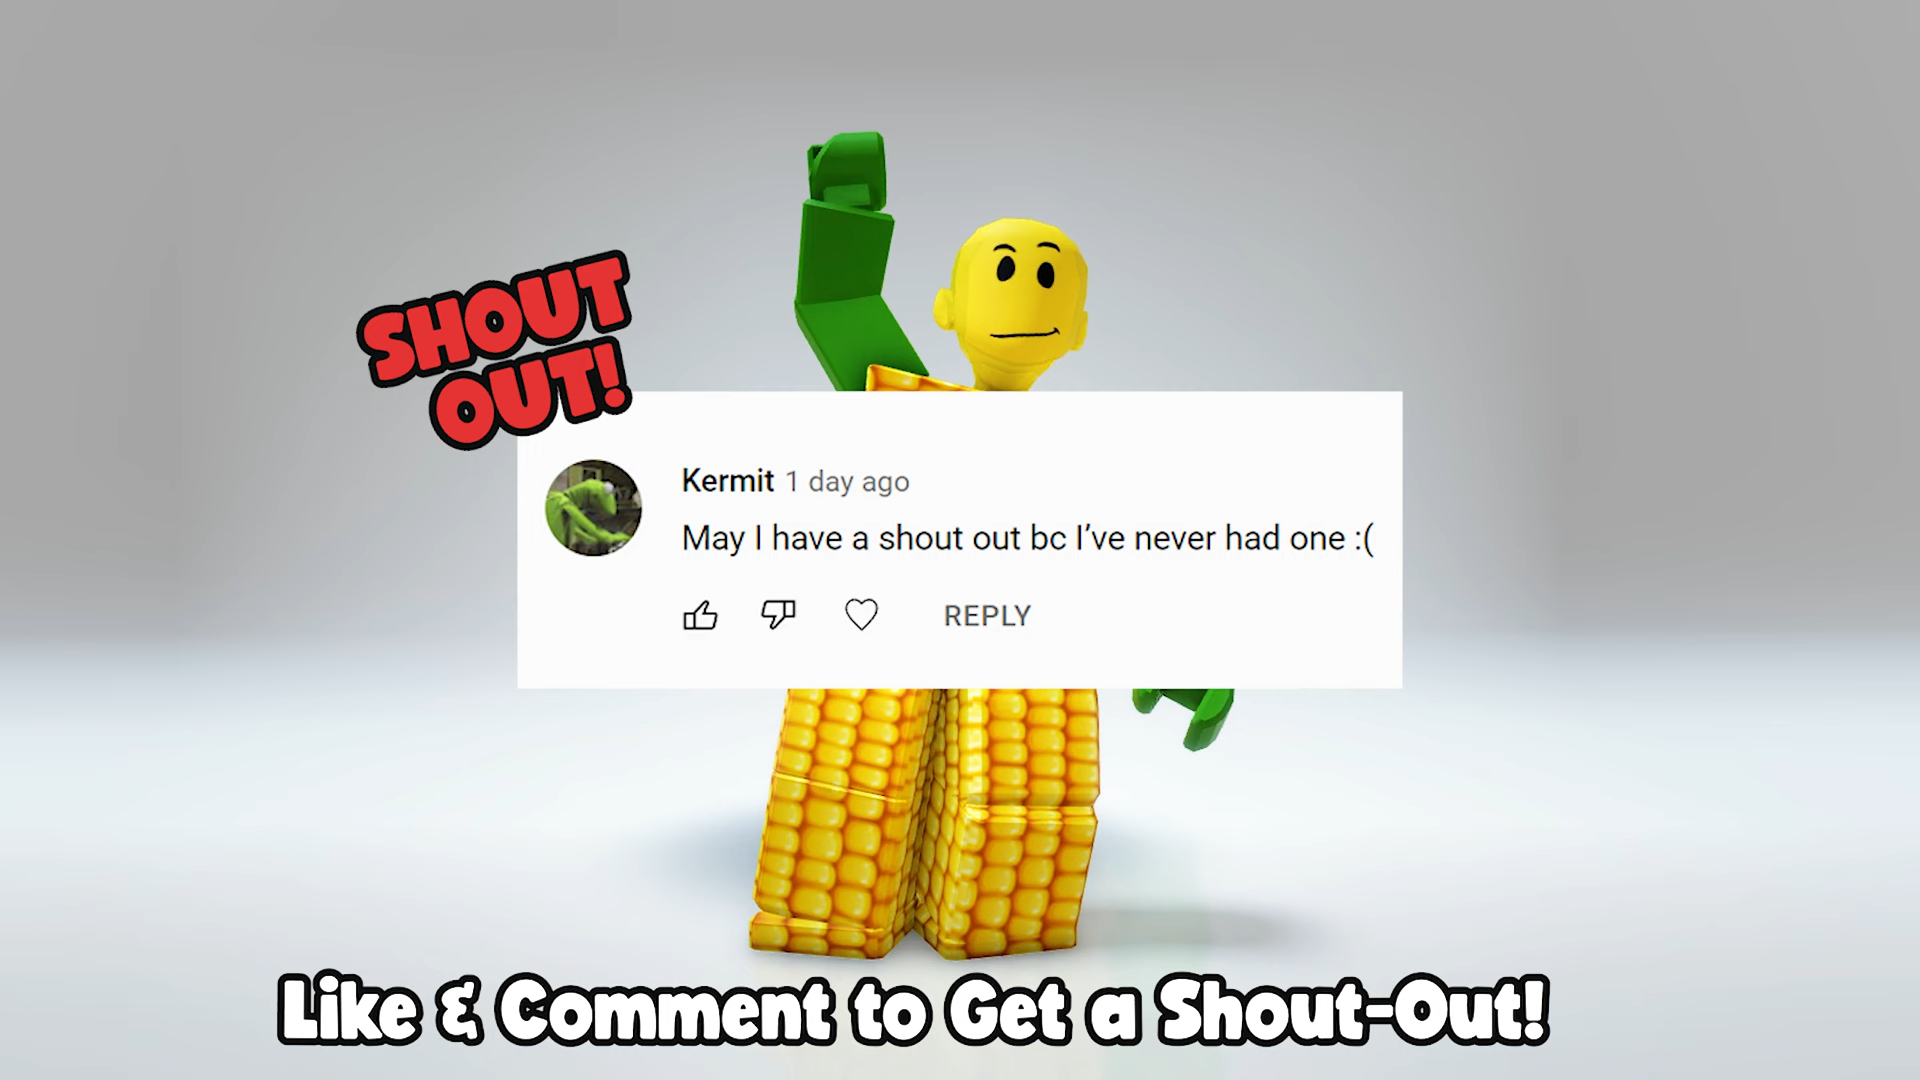 SHOUT
OUT!
Kermit 1 day ago
May I have a shout out bc I’ve never had one :(
REPLY
Like & Comment to Get a Shout-Out!